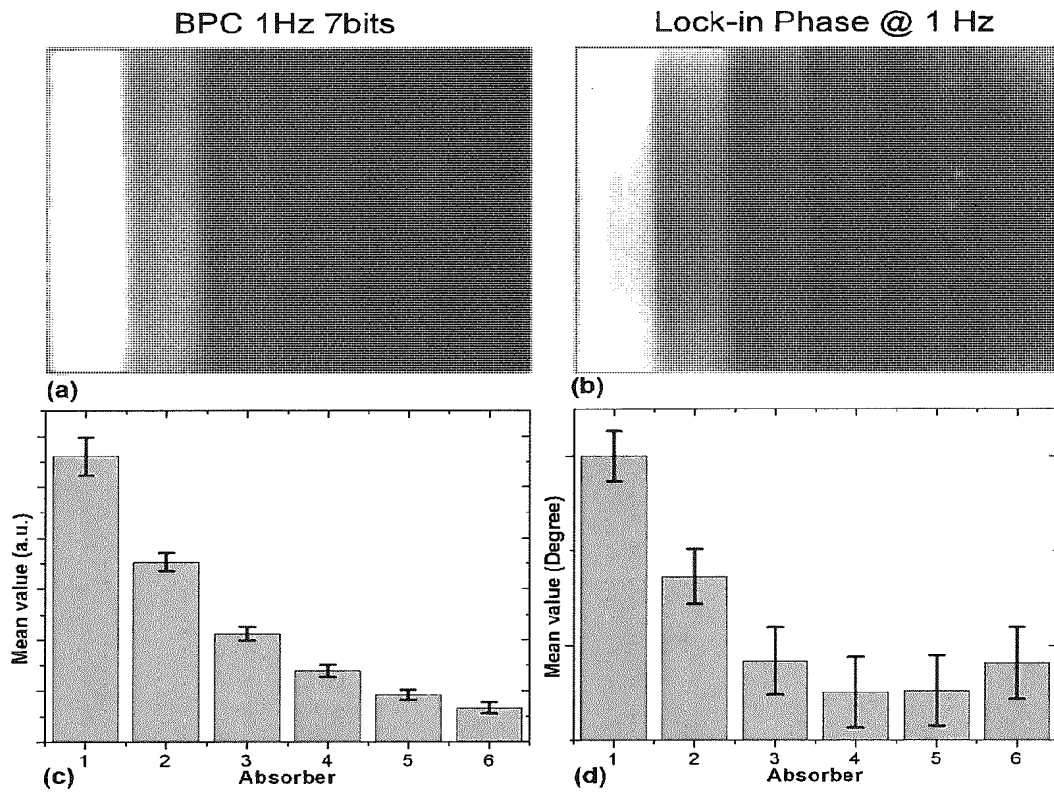 BPC 1Hz 7bits
Lock-in Phase @ 1 Hz
(a)
(b)
Mean value (a.u.)
1 2 3 4 5 6
(c)
Absorber
Mean value (Degree)
1 2 3 4 5 6
(d)
Absorber